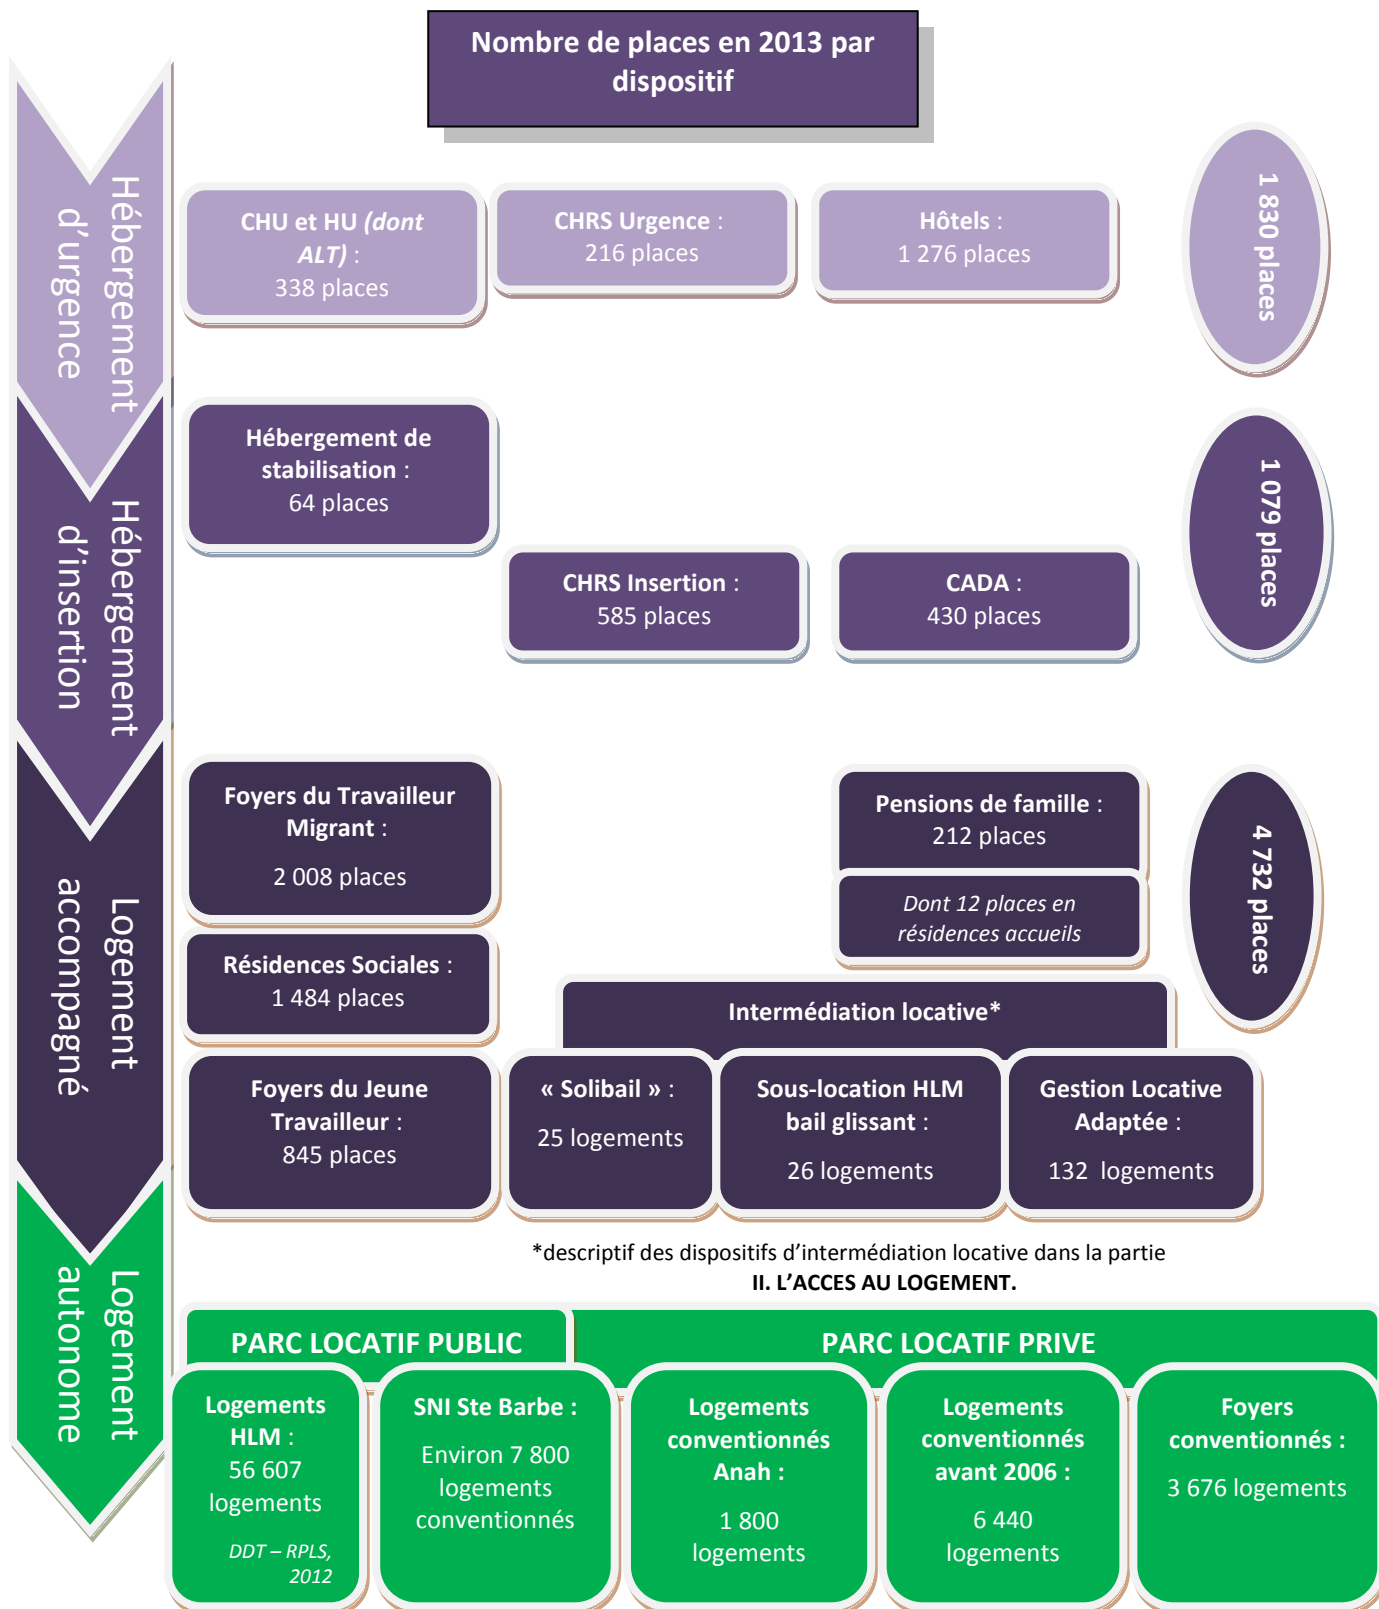 Nombre de places en 2013 par
dispositif
Hébergement
d'urgence
CHU et HU (dont
ALT) :
338 places
CHRS Urgence :
216 places
Hôtels :
1 276 places
1 830 places
Hébergement
d'insertion
Hébergement de
stabilisation :
64 places
CHRS Insertion :
585 places
CADA :
430 places
1 079 places
Logement
accompagné
Foyers du Travailleur
Migrant :
2 008 places
Pensions de famille :
212 places
Dont 12 places en
résidences accueils
4 732 places
Résidences Sociales :
1 484 places
Intermédiation locative*
Foyers du Jeune
Travailleur :
845 places
« Solibail » :
25 logements
Sous-location HLM
bail glissant :
26 logements
Gestion Locative
Adaptée :
132 logements
*descriptif des dispositifs d'intermédiation locative dans la partie
II. L'ACCES AU LOGEMENT.
Logement
autonome
PARC LOCATIF PUBLIC
PARC LOCATIF PRIVE
Logements
HLM :
56 607
logements
DDT – RPLS,
2012
SNI Ste Barbe :
Environ 7 800
logements
conventionnés
Logements
conventionnés
Anah :
1 800
logements
Logements
conventionnés
avant 2006 :
6 440
logements
Foyers
conventionnés :
3 676 logements